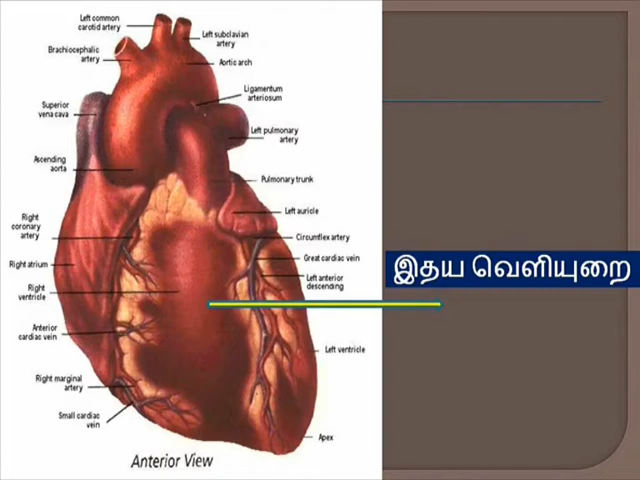 Left common
carotid artery
Left subclavian
artery
Brachiocephalic
artery
Aortic arch
Ligamentum
arteriosum
Superior
vena cava
Left pulmonary
artery
Ascending
aorta
Pulmonary trunk
Left auricle
Right
coronary
artery
Circumflex artery
Great cardiac vein
Right atrium
Left anterior
descending
இதய வெளியுறை
Right
ventricle
Anterior
cardiac vein
Left ventricle
Right marginal
artery
Small cardiac
vein
Apex
Anterior View